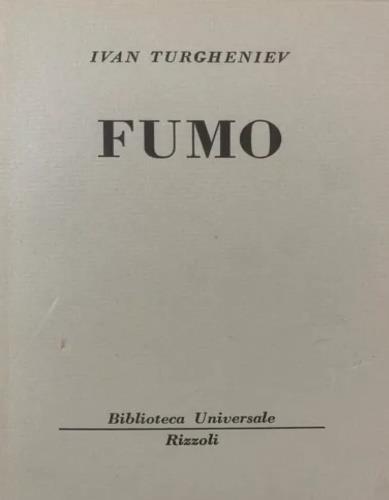 IVAN TURGHENIEV
FUMO
Biblioteca Universale
Rizzoli